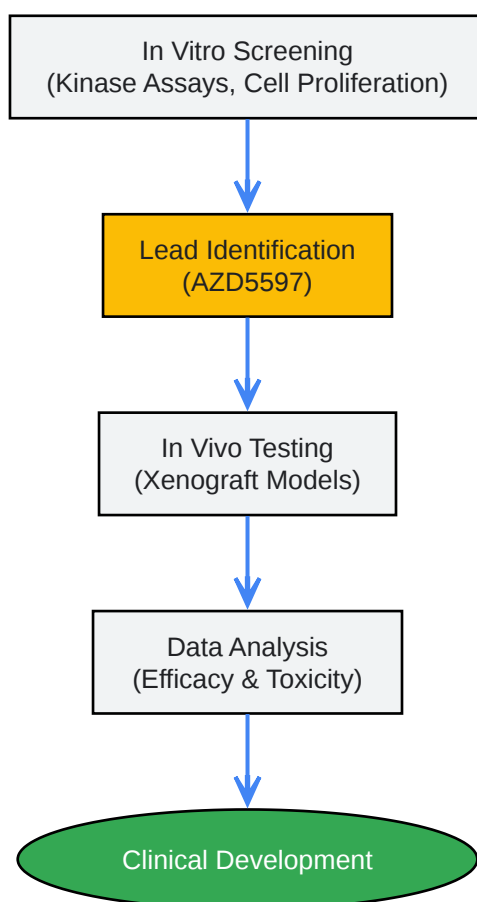 In Vitro Screening
(Kinase Assays, Cell Proliferation)
Lead Identification
(AZD5597)
In Vivo Testing
(Xenograft Models)
Data Analysis
(Efficacy & Toxicity)
Clinical Development